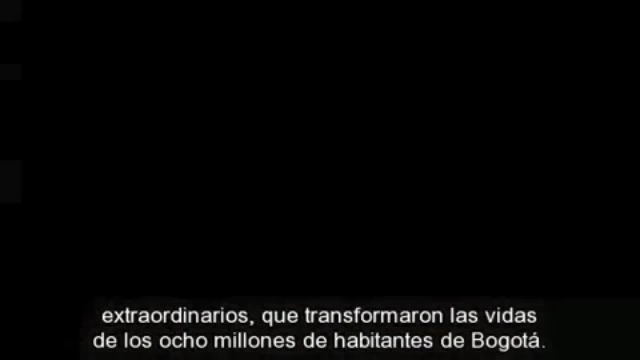 extraordinarios, que transformaron las vidas
de los ocho millones de habitantes de Bogotá.